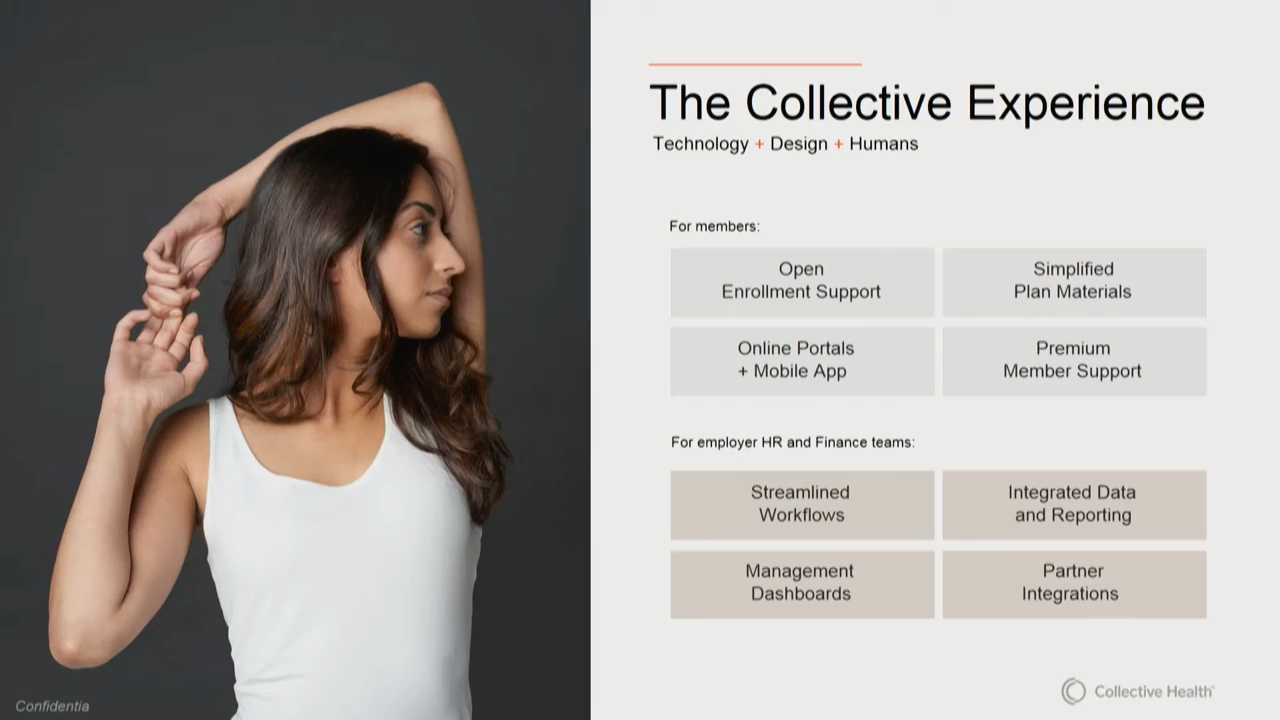 The Collective Experience
Technology + Design + Humans
For members:
Open
Enrollment Support
Simplified
Plan Materials
Online Portals
+ Mobile App
Premium
Member Support
For employer HR and Finance teams:
Streamlined
Workflows
Integrated Data
and Reporting
Management
Dashboards
Partner
Integrations
Confidentia
Collective Health